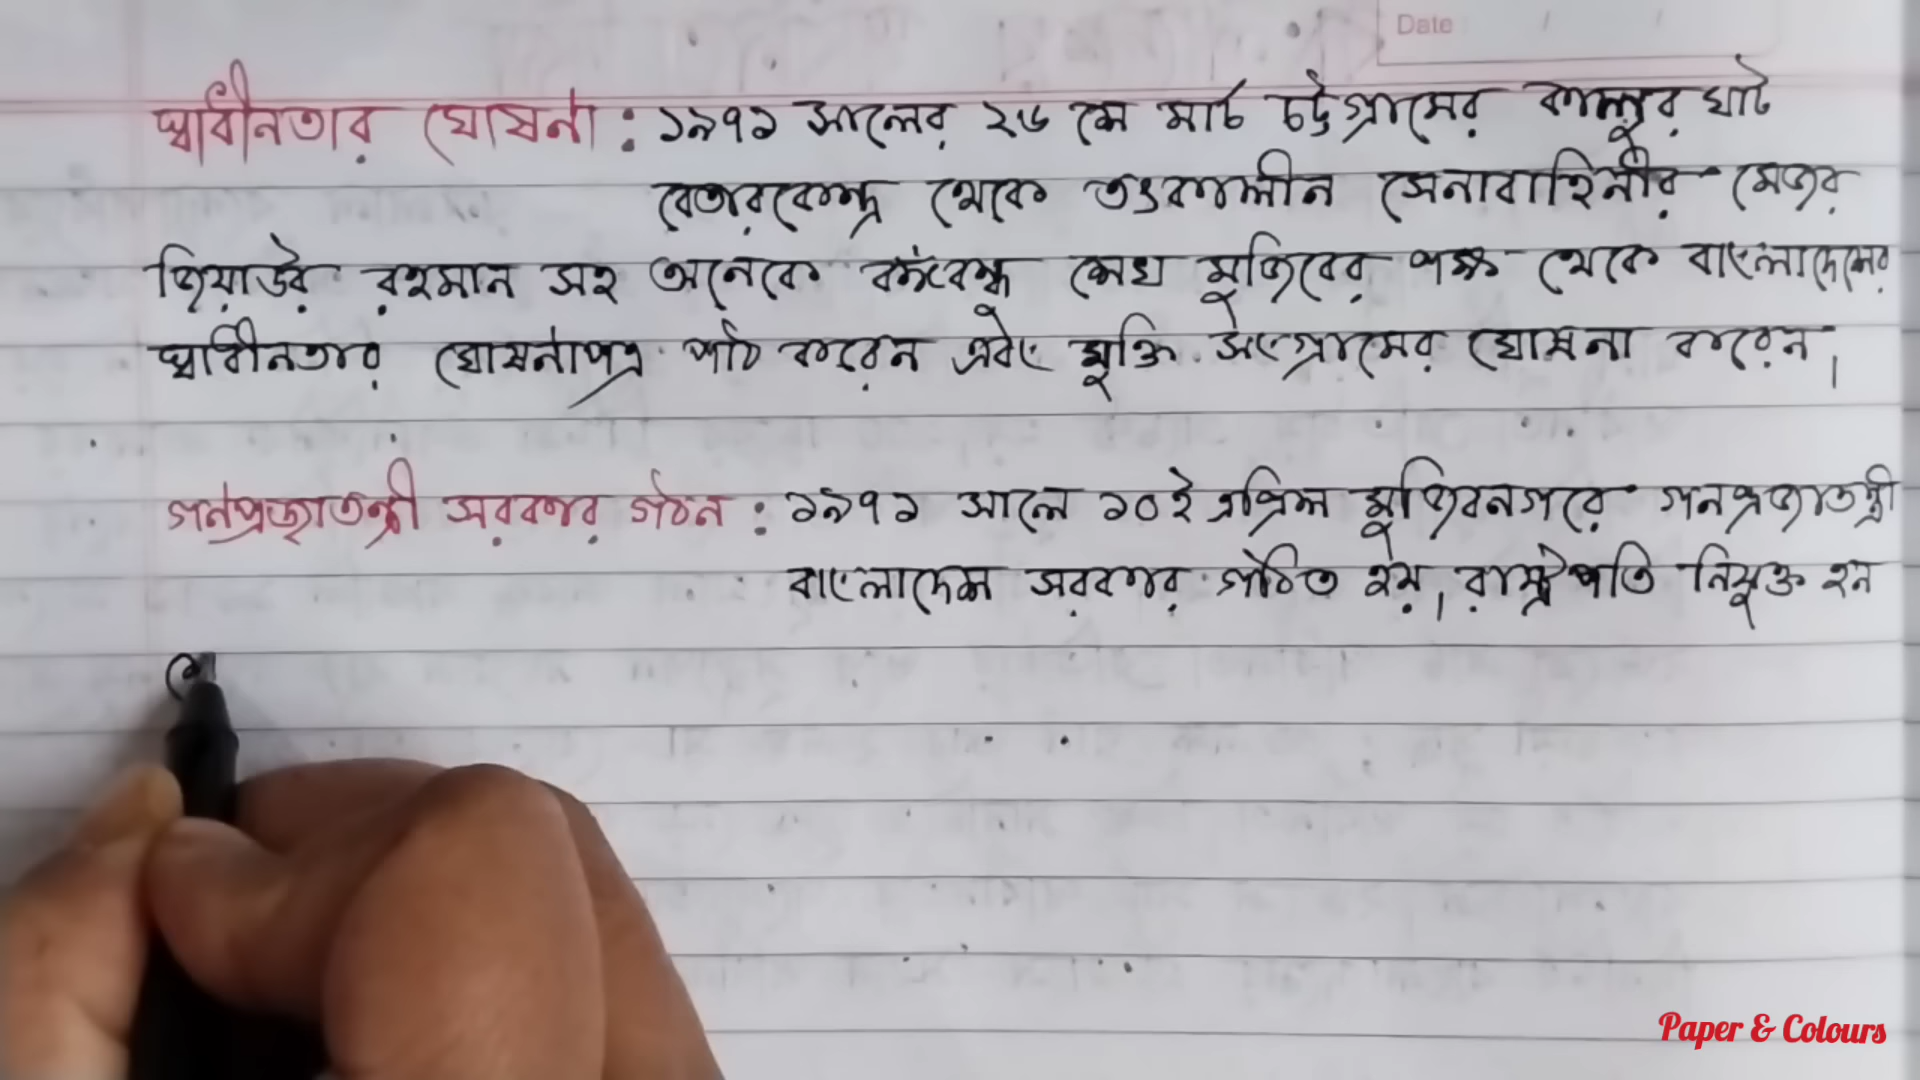 Date
স্বাধীনতার ঘোষনা : ১৯৭১ সালের ২৬ শে মার্চ চট্টগ্রামের কালুর ঘাট
বেতারকেন্দ্র থেকে তৎকালীন সেনাবাহিনীর মেজর
জিয়াউর রহমান সহ অনেকে বঙ্গবন্ধু শেখ মুজিবের পক্ষ থেকে বাংলাদেশের
স্বাধীনতার ঘোষনাপত্র পাঠ করেন এবং মুক্তি সংগ্রামের ঘোষনা করেন।
গনপ্রজাতন্ত্রী সরকার গঠন : ১৯৭১ সালে ১০ই এপ্রিল মুজিবনগরে গনপ্রজাতন্ত্রী
বাংলাদেশ সরকার গঠিত হয়। রাষ্ট্রপতি নিযুক্ত হন
Paper & Colours